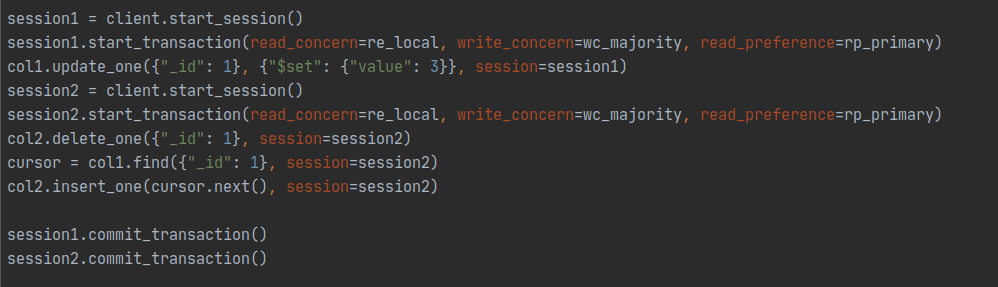 session1 = client.start_session()
session1.start_transaction(read_concern=re_local, write_concern=wc_majority, read_preference=rp_primary)
col1.update_one({"_id": 1}, {"$set": {"value": 3}}, session=session1)
session2 = client.start_session()
session2.start_transaction(read_concern=re_local, write_concern=wc_majority, read_preference=rp_primary)
col2.delete_one({"_id": 1}, session=session2)
cursor = col1.find({"_id": 1}, session=session2)
col2.insert_one(cursor.next(), session=session2)
session1.commit_transaction()
session2.commit_transaction()